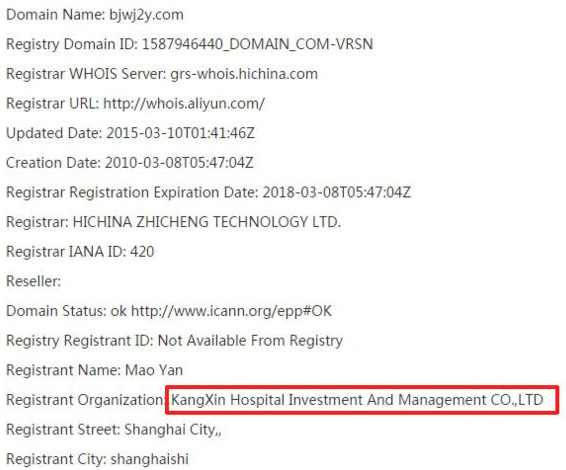 Domain Name: bjwj2y.com
Registry Domain ID: 1587946440_DOMAIN_COM-VRSN
Registrar WHOIS Server: grs-whois.hichina.com
Registrar URL: http://whois.aliyun.com/
Updated Date: 2015-03-10T01:41:46Z
Creation Date: 2010-03-08T05:47:04Z
Registrar Registration Expiration Date: 2018-03-08T05:47:04Z
Registrar: HICHINA ZHICHENG TECHNOLOGY LTD.
Registrar IANA ID: 420
Reseller:
Domain Status: ok http://www.icann.org/epp#OK
Registry Registrant ID: Not Available From Registry
Registrant Name: Mao Yan
Registrant Organization: KangXin Hospital Investment And Management CO.,LTD
Registrant Street: Shanghai City,,
Registrant City: shanghaishi